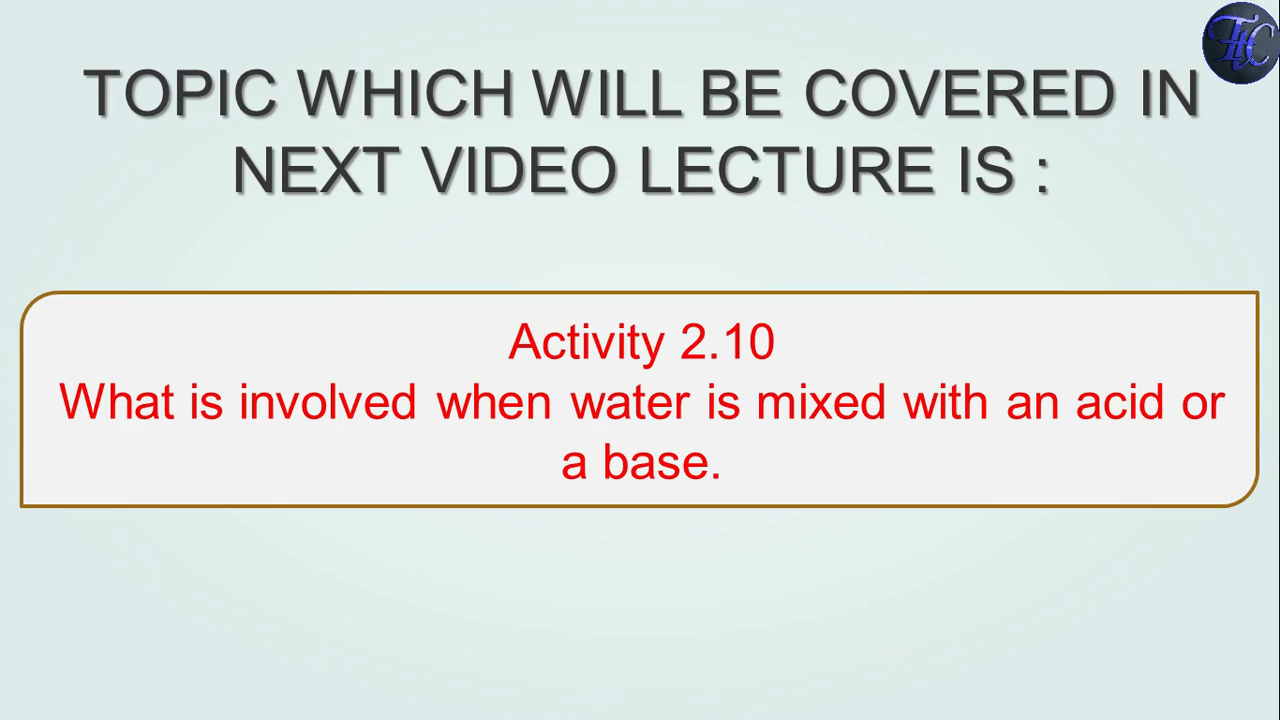 TOPIC WHICH WILL BE COVERED IN
NEXT VIDEO LECTURE IS :
Activity 2.10
What is involved when water is mixed with an acid or
a base.